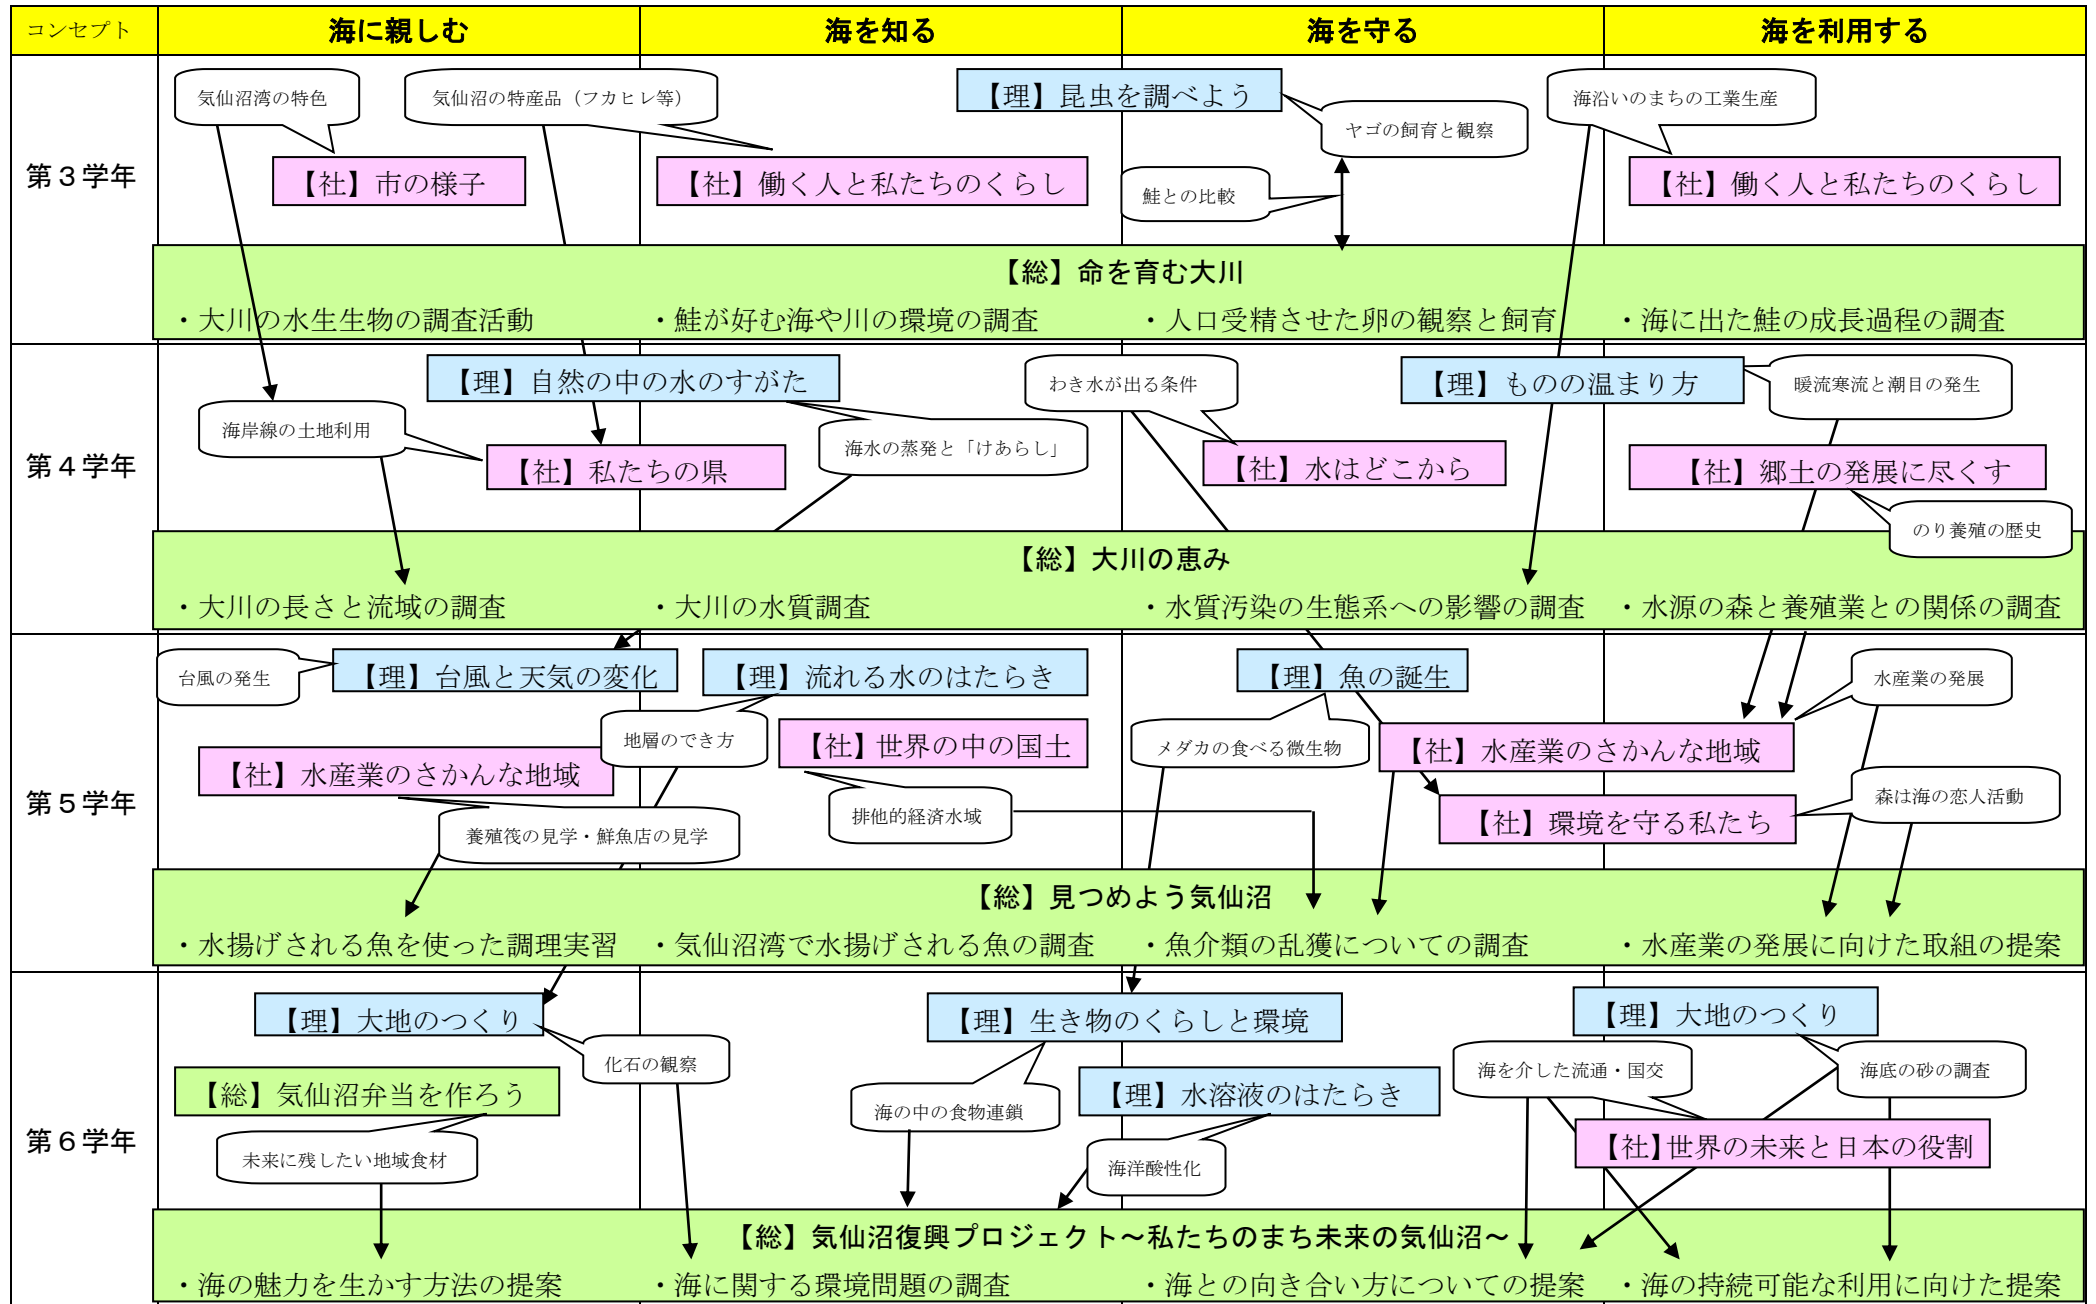 コンセプト
海に親しむ
海を知る
海を守る
海を利用する
第３学年
気仙沼湾の特色
気仙沼の特産品（フカヒレ等）
【理】昆虫を調べよう
ヤゴの飼育と観察
海沿いのまちの工業生産
【社】市の様子
【社】働く人と私たちのくらし
鮭との比較
【社】働く人と私たちのくらし
【総】命を育む大川
・大川の水生生物の調査活動
・鮭が好む海や川の環境の調査
・人口受精させた卵の観察と飼育
・海に出た鮭の成長過程の調査
第４学年
【理】自然の中の水のすがた
わき水が出る条件
【理】ものの温まり方
暖流寒流と潮目の発生
海岸線の土地利用
【社】私たちの県
海水の蒸発と「けあらし」
【社】水はどこから
【社】郷土の発展に尽くす
のり養殖の歴史
【総】大川の恵み
・大川の長さと流域の調査
・大川の水質調査
・水質汚染の生態系への影響の調査
・水源の森と養殖業との関係の調査
第５学年
台風の発生
【理】台風と天気の変化
【理】流れる水のはたらき
【理】魚の誕生
水産業の発展
地層のでき方
【社】世界の中の国土
メダカの食べる微生物
【社】水産業のさかんな地域
【社】水産業のさかんな地域
森は海の恋人活動
養殖筏の見学・鮮魚店の見学
排他的経済水域
【社】環境を守る私たち
【総】見つめよう気仙沼
・水揚げされる魚を使った調理実習
・気仙沼湾で水揚げされる魚の調査
・魚介類の乱獲についての調査
・水産業の発展に向けた取組の提案
第６学年
【理】大地のつくり
【理】生き物のくらしと環境
【理】大地のつくり
化石の観察
海を介した流通・国交
海底の砂の調査
【総】気仙沼弁当を作ろう
海の中の食物連鎖
【理】水溶液のはたらき
未来に残したい地域食材
海洋酸性化
【社】世界の未来と日本の役割
【総】気仙沼復興プロジェクト～私たちのまち未来の気仙沼～
・海の魅力を生かす方法の提案
・海に関する環境問題の調査
・海との向き合い方についての提案
・海の持続可能な利用に向けた提案